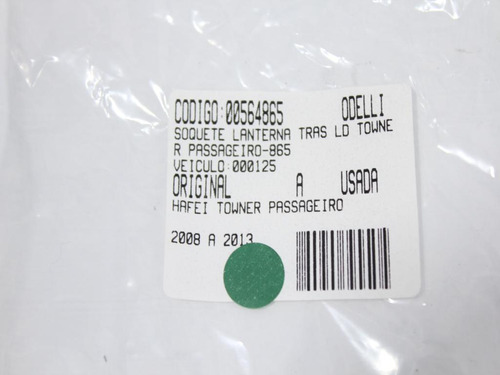 CODIGO:00564865 ODELLI
SOQUETE LANTERNA TRAS LD TOWNE
R PASSAGEIRO-865
VEICULO:000125
ORIGINAL A USADA
HAFEI TOWNER PASSAGEIRO
2008 A 2013